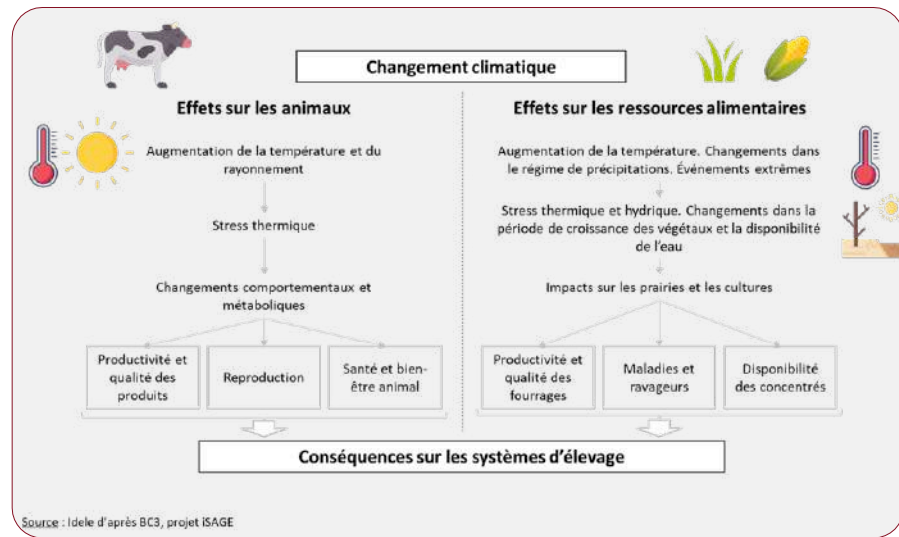 Changement climatique
Effets sur les animaux
Augmentation de la température et du
rayonnement
Stress thermique
Changements comportementaux et
métaboliques
Productivité et
qualité des
produits
Reproduction
Santé et bien-
être animal
Effets sur les ressources alimentaires
Augmentation de la température. Changements dans
le régime de précipitations. Événements extrêmes
Stress thermique et hydrique. Changements dans la
période de croissance des végétaux et la disponibilité
de l'eau
Impacts sur les prairies et les cultures
Productivité et
qualité des
fourrages
Maladies et
ravageurs
Disponibilité
des concentrés
Conséquences sur les systèmes d'élevage
Source : Idele d'après BC3, projet iSAGE